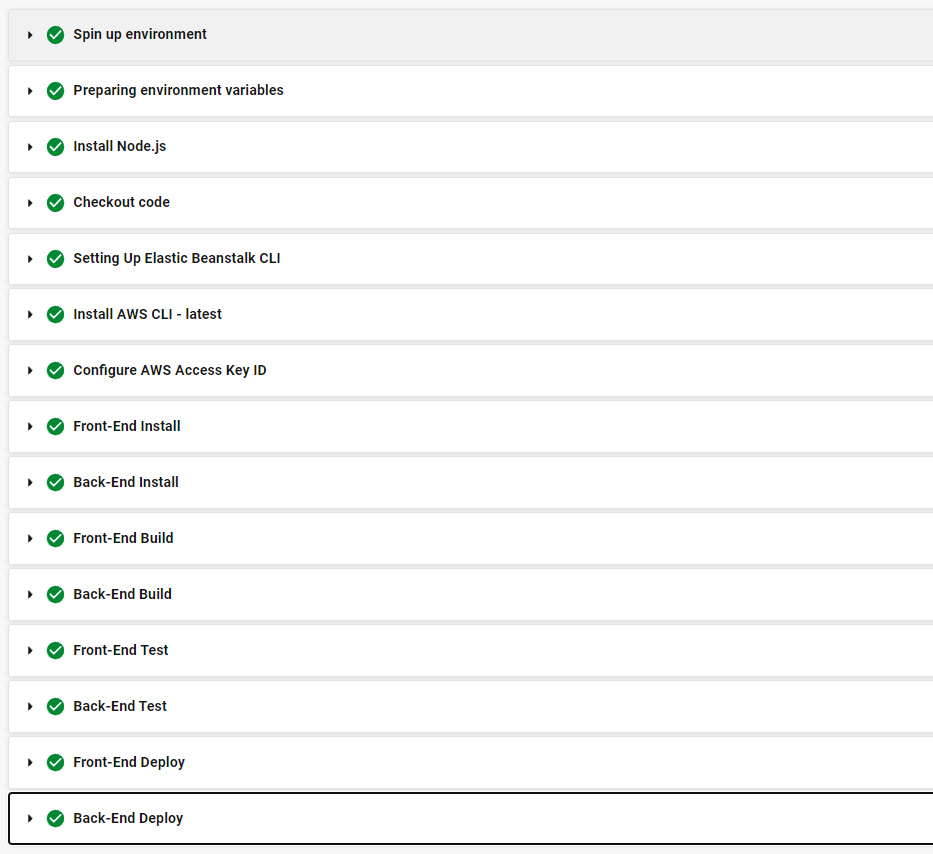 Spin up environment
Preparing environment variables
Install Node.js
Checkout code
Setting Up Elastic Beanstalk CLI
Install AWS CLI - latest
Configure AWS Access Key ID
Front-End Install
Back-End Install
Front-End Build
Back-End Build
Front-End Test
Back-End Test
Front-End Deploy
Back-End Deploy